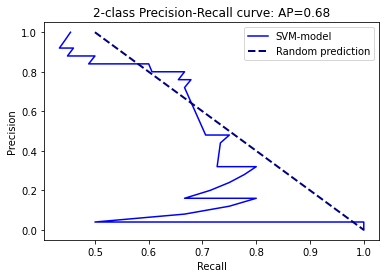 2-class Precision-Recall curve: AP=0.68
SVM-model
Random prediction
Precision
1.0
0.8
0.6
0.4
0.2
0.0
0.5
0.6
0.7
0.8
0.9
1.0
Recall